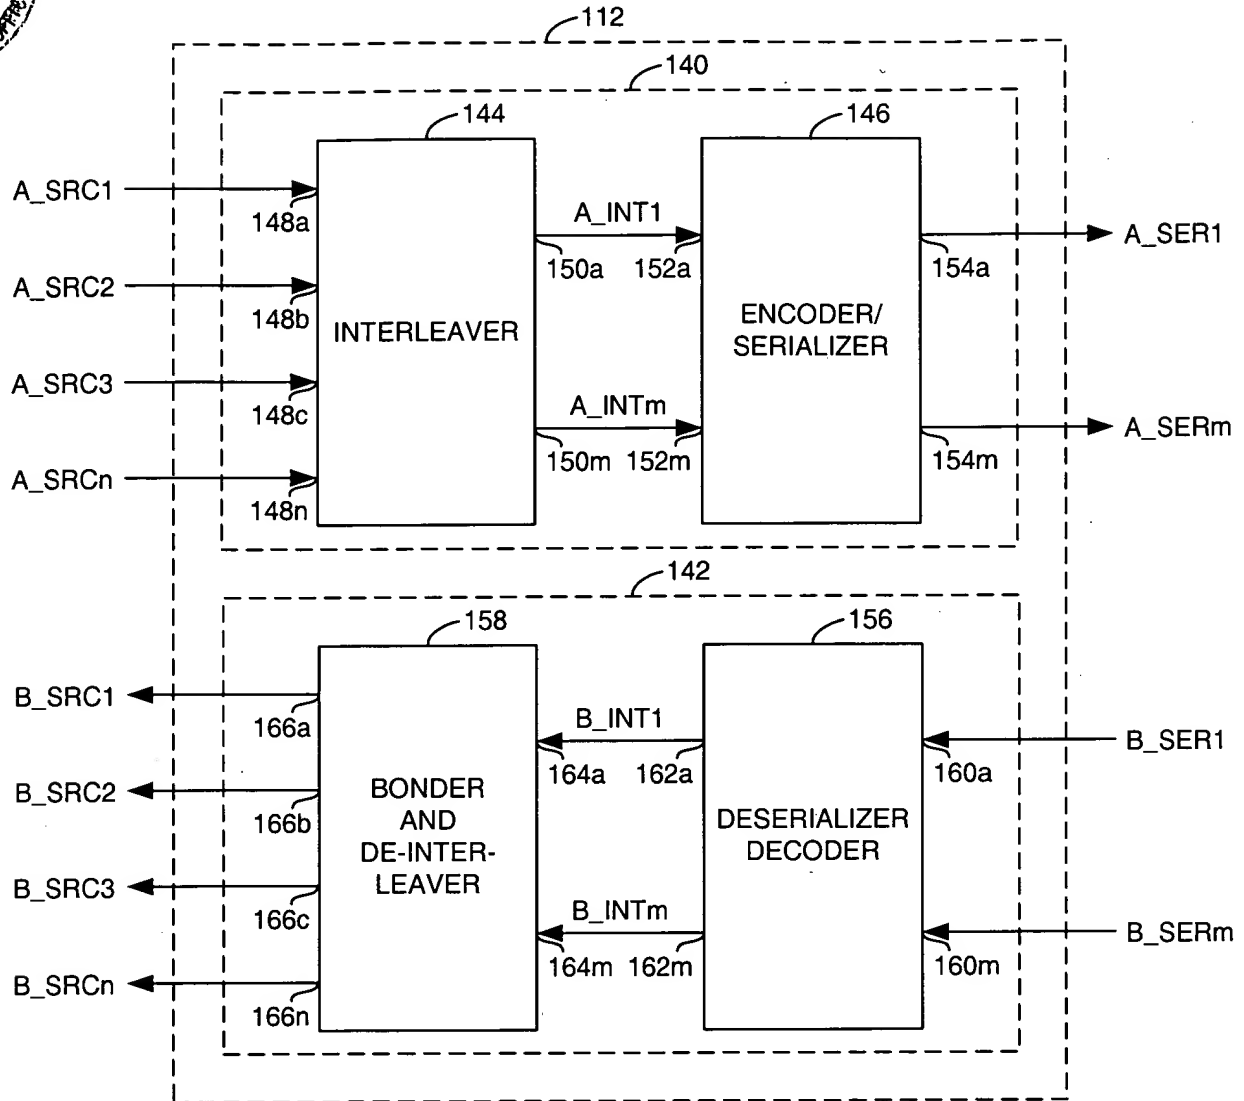 112
140
144
146
A_SRC1
148a
A_SRC2
148b
A_SRC3
148c
A_SRCn
148n
INTERLEAVER
A_INT1
150a
152a
A_INTm
150m
152m
ENCODER/
SERIALIZER
154a
A_SER1
154m
A_SERm
142
158
156
B_SRC1
166a
B_SRC2
166b
B_SRC3
166c
B_SRCn
166n
BONDER
AND
DE-INTER-
LEAVER
B_INT1
164a
162a
B_INTm
164m
162m
DESERIALIZER
DECODER
160a
B_SER1
160m
B_SERm